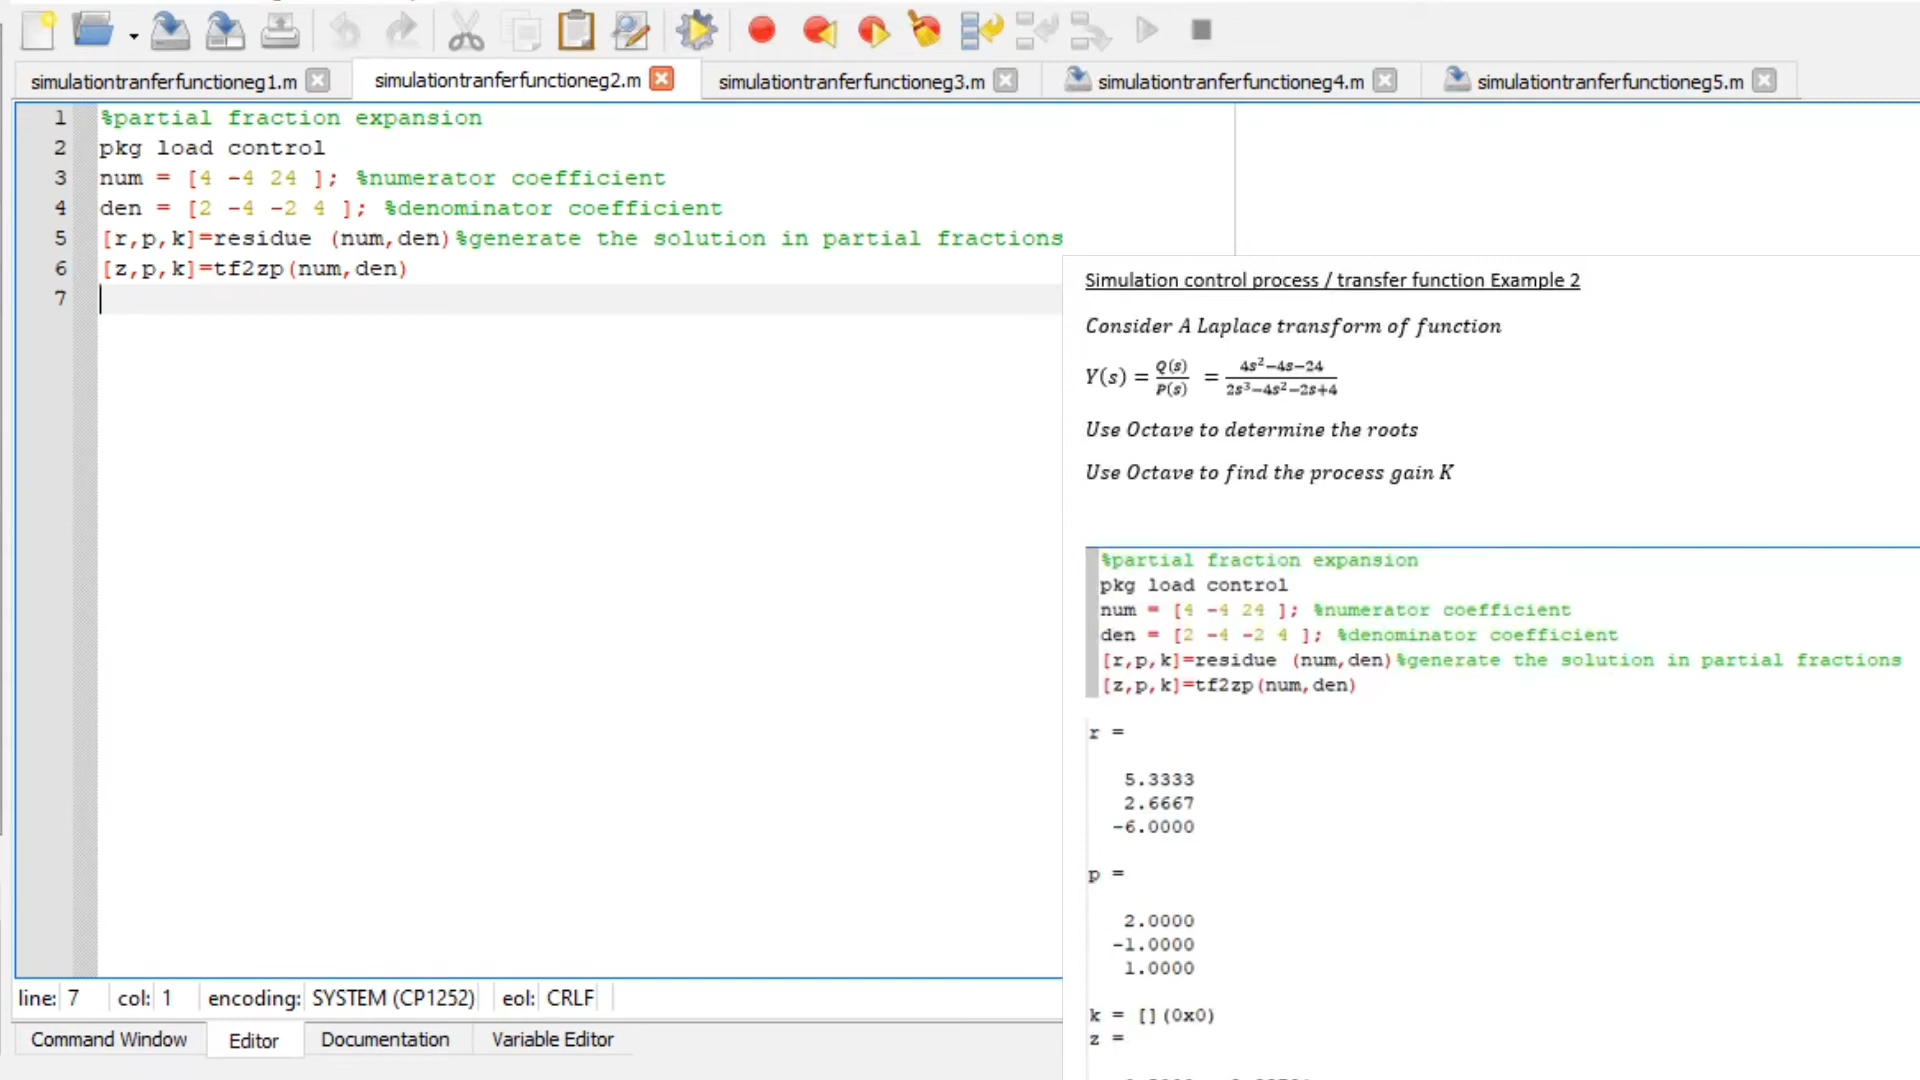 simulationtranferfunctioneg1.m simulationtranferfunctioneg2.m simulationtranferfunctioneg3.m simulationtranferfunctioneg4.m simulationtranferfunctioneg5.m
1 %partial fraction expansion
2 pkg load control
3 num = [4 -4 24 ]; %numerator coefficient
4 den = [2 -4 -2 4 ]; %denominator coefficient
5 [r,p,k]=residue (num,den)%generate the solution in partial fractions
6 [z,p,k]=tf2zp(num,den)
7
Simulation control process / transfer function Example 2
Consider A Laplace transform of function
Y(s) = Q(s)/P(s) = 4s²−4s−24/2s³−4s²−2s+4
Use Octave to determine the roots
Use Octave to find the process gain K
%partial fraction expansion
pkg load control
num = [4 -4 24 ]; %numerator coefficient
den = [2 -4 -2 4 ]; %denominator coefficient
[r,p,k]=residue (num,den)%generate the solution in partial fractions
[z,p,k]=tf2zp(num,den)
r =
5.3333
2.6667
-6.0000
p =
2.0000
-1.0000
1.0000
k = [](0x0)
z =
line: 7 col: 1 encoding: SYSTEM (CP1252) eol: CRLF
Command Window Editor Documentation Variable Editor